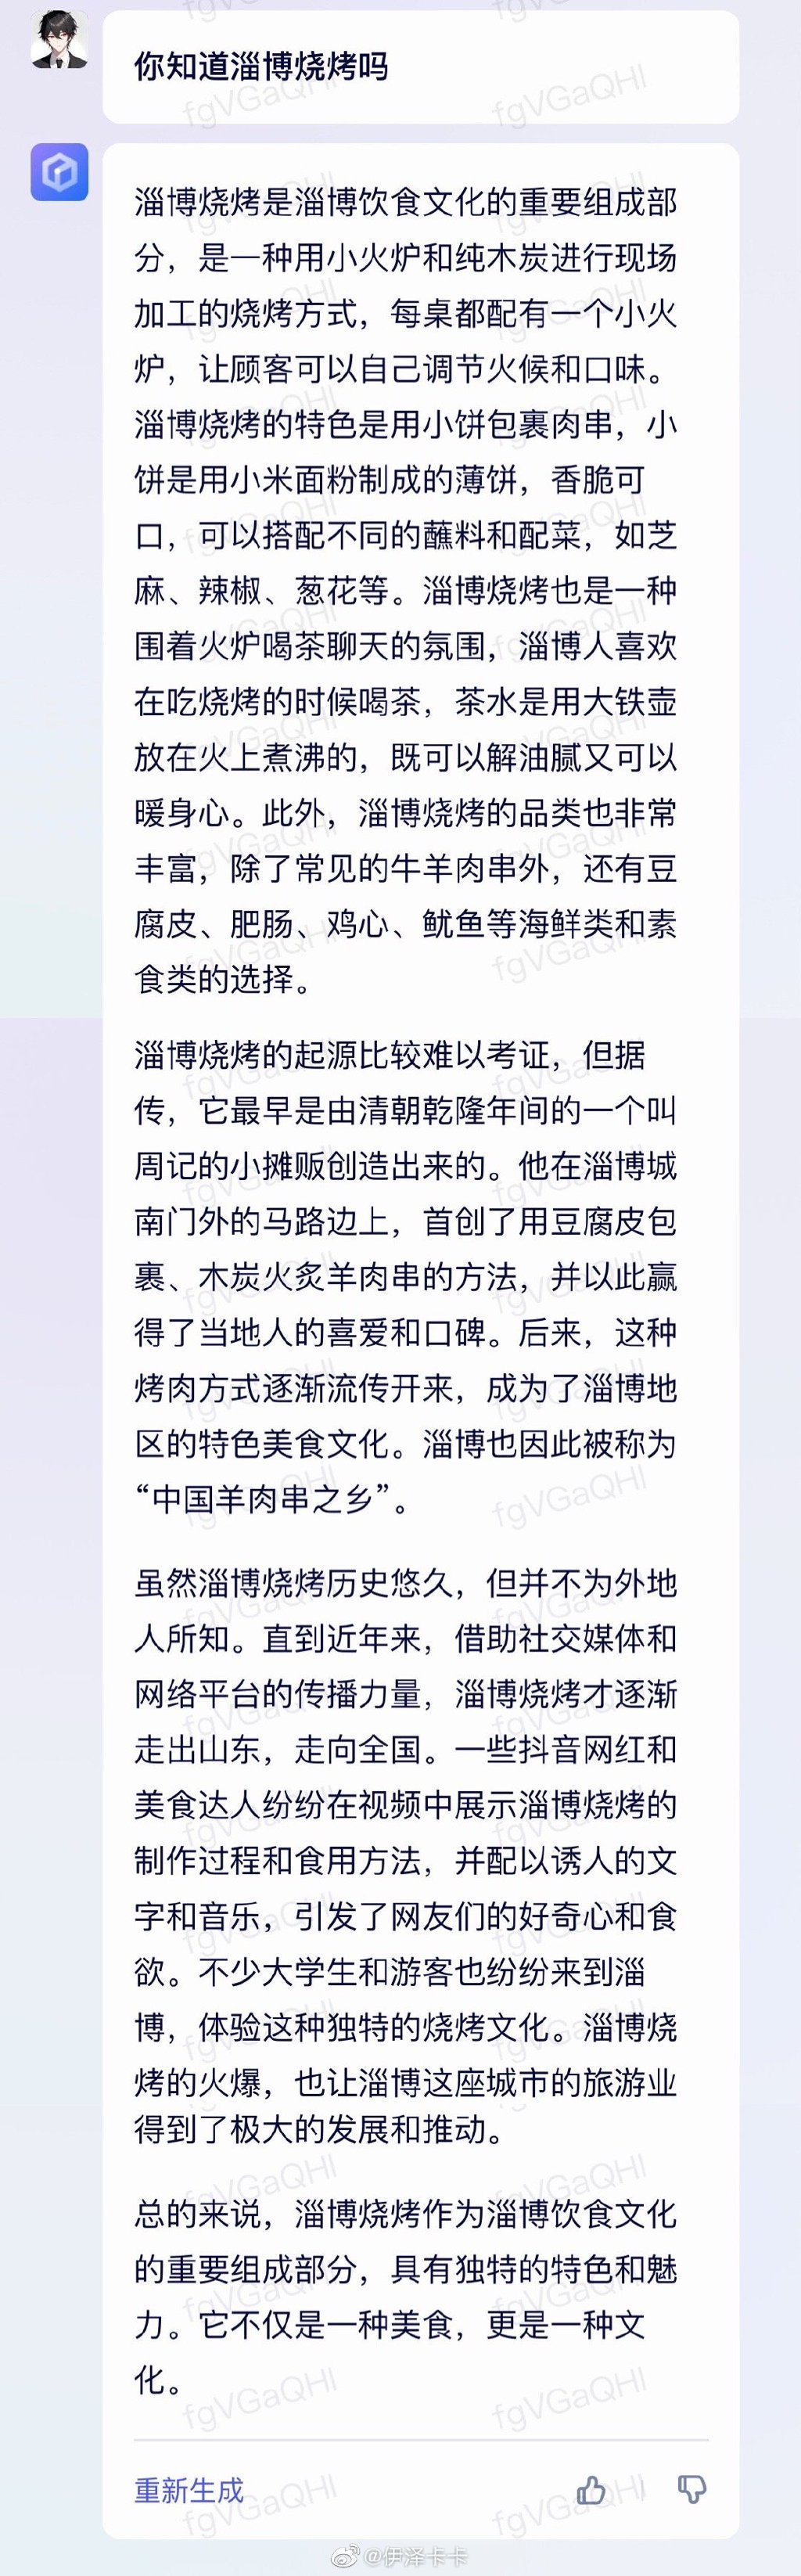 你知道淄博烧烤吗
淄博烧烤是淄博饮食文化的重要组成部
分，是一种用小火炉和纯木炭进行现场
加工的烧烤方式，每桌都配有一个小火
炉，让顾客可以自己调节火候和口味。
淄博烧烤的特色是用小饼包裹肉串，小
饼是用小米面粉制成的薄饼，香脆可
口，可以搭配不同的蘸料和配菜，如芝
麻、辣椒、葱花等。淄博烧烤也是一种
围着火炉喝茶聊天的氛围，淄博人喜欢
在吃烧烤的时候喝茶，茶水是用大铁壶
放在火上煮沸的，既可以解油腻又可以
暖身心。此外，淄博烧烤的品类也非常
丰富，除了常见的牛羊肉串外，还有豆
腐皮、肥肠、鸡心、鱿鱼等海鲜类和素
食类的选择。
淄博烧烤的起源比较难以考证，但据
传，它最早是由清朝乾隆年间的一个叫
周记的小摊贩创造出来的。他在淄博城
南门外的马路边上，首创了用豆腐皮包
裹、木炭火炙羊肉串的方法，并以此赢
得了当地人的喜爱和口碑。后来，这种
烤肉方式逐渐流传开来，成为了淄博地
区的特色美食文化。淄博也因此被称为
“中国羊肉串之乡”。
虽然淄博烧烤历史悠久，但并不为外地
人所知。直到近年来，借助社交媒体和
网络平台的传播力量，淄博烧烤才逐渐
走出山东，走向全国。一些抖音网红和
美食达人纷纷在视频中展示淄博烧烤的
制作过程和食用方法，并配以诱人的文
字和音乐，引发了网友们的好奇心和食
欲。不少大学生和游客也纷纷来到淄
博，体验这种独特的烧烤文化。淄博烧
烤的火爆，也让淄博这座城市的旅游业
得到了极大的发展和推动。
总的来说，淄博烧烤作为淄博饮食文化
的重要组成部分，具有独特的特色和魅
力。它不仅是一种美食，更是一种文
化。
重新生成
fgVGaQHI
@伊泽卡卡